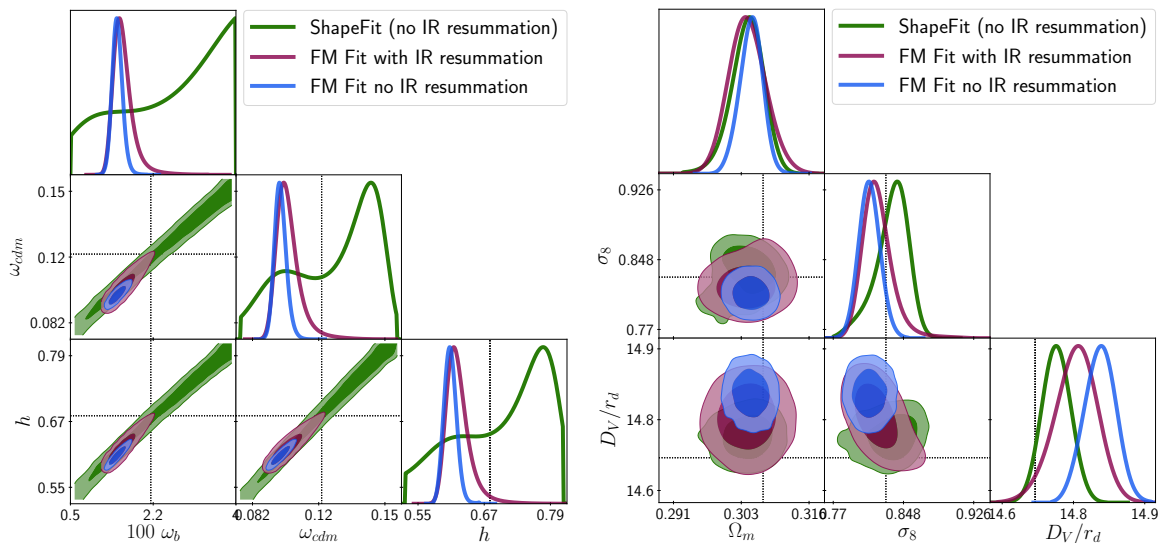 ShapeFit (no IR resummation)
FM Fit with IR resummation
FM Fit no IR resummation
0.15
0.12
0.082
ω_cdm
0.79
0.67
0.55
h
0.5
2.2
4
100 ω_b
0.082
0.12
0.15
ω_cdm
0.55
0.67
0.79
h
ShapeFit (no IR resummation)
FM Fit with IR resummation
FM Fit no IR resummation
0.926
0.848
0.77
σ_8
14.9
14.8
14.6
D_V/r_d
0.291
0.303
0.316
Ω_m
0.77
0.848
0.926
σ_8
14.6
14.8
14.9
D_V/r_d